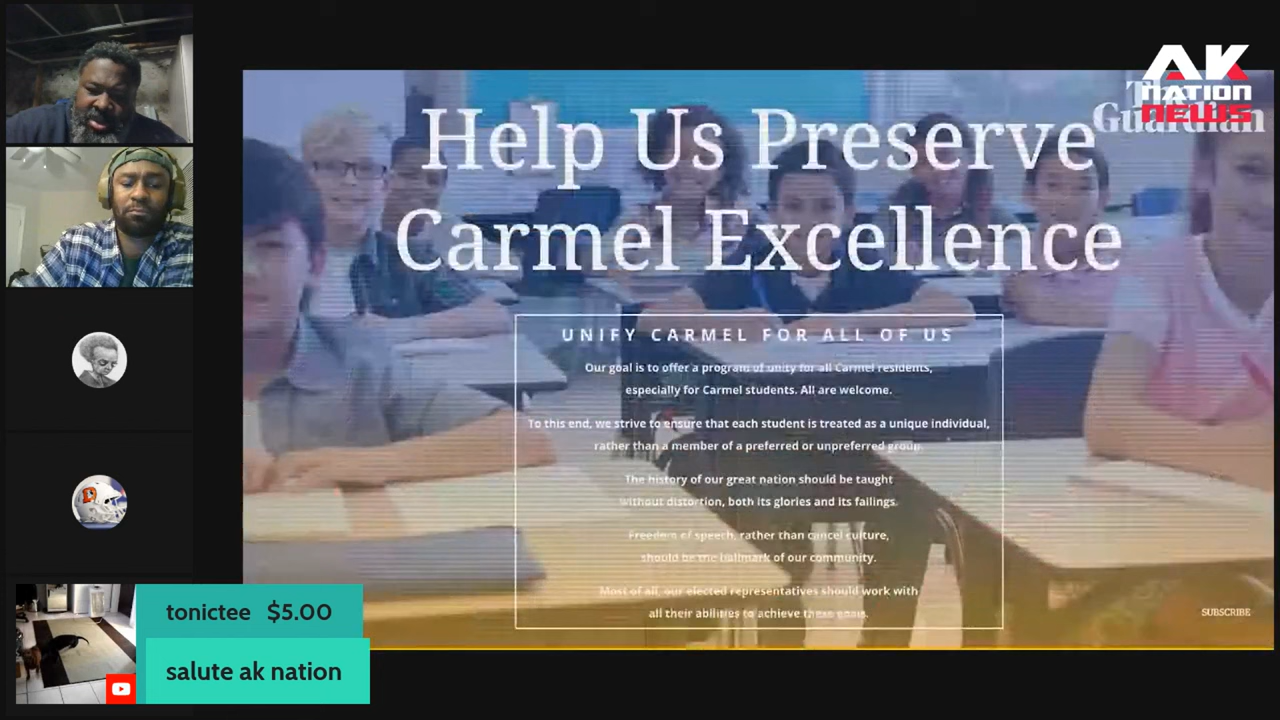 AK
NATION
NEWS
The
Guardian
Help Us Preserve
Carmel Excellence
UNIFY CARMEL FOR ALL OF US
Our goal is to offer a program of unity for all Carmel residents,
especially for Carmel students. All are welcome.
To this end, we strive to ensure that each student is treated as a unique individual,
rather than a member of a preferred or unpreferred group.
The history of our great nation should be taught
without distortion, both its glories and its failings.
Freedom of speech, rather than cancel culture,
should be the hallmark of our community.
Most of all, our elected representatives should work with
all their abilities to achieve these goals.
SUBSCRIBE
tonictee $5.00
salute ak nation